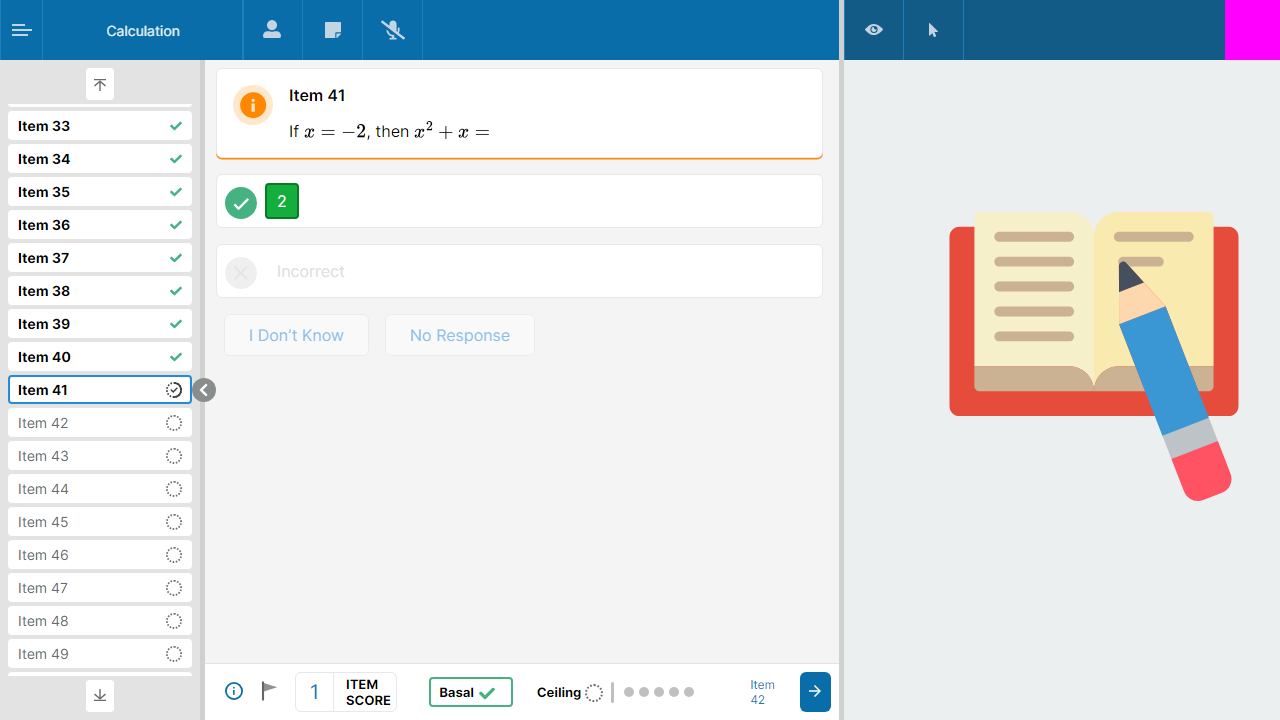 Calculation
Item 33
Item 34
Item 35
Item 36
Item 37
Item 38
Item 39
Item 40
Item 41
Item 42
Item 43
Item 44
Item 45
Item 46
Item 47
Item 48
Item 49
Item 41
If x = −2, then x² + x =
2
Incorrect
I Don't Know
No Response
1
ITEM
SCORE
Basal
Ceiling
Item
42